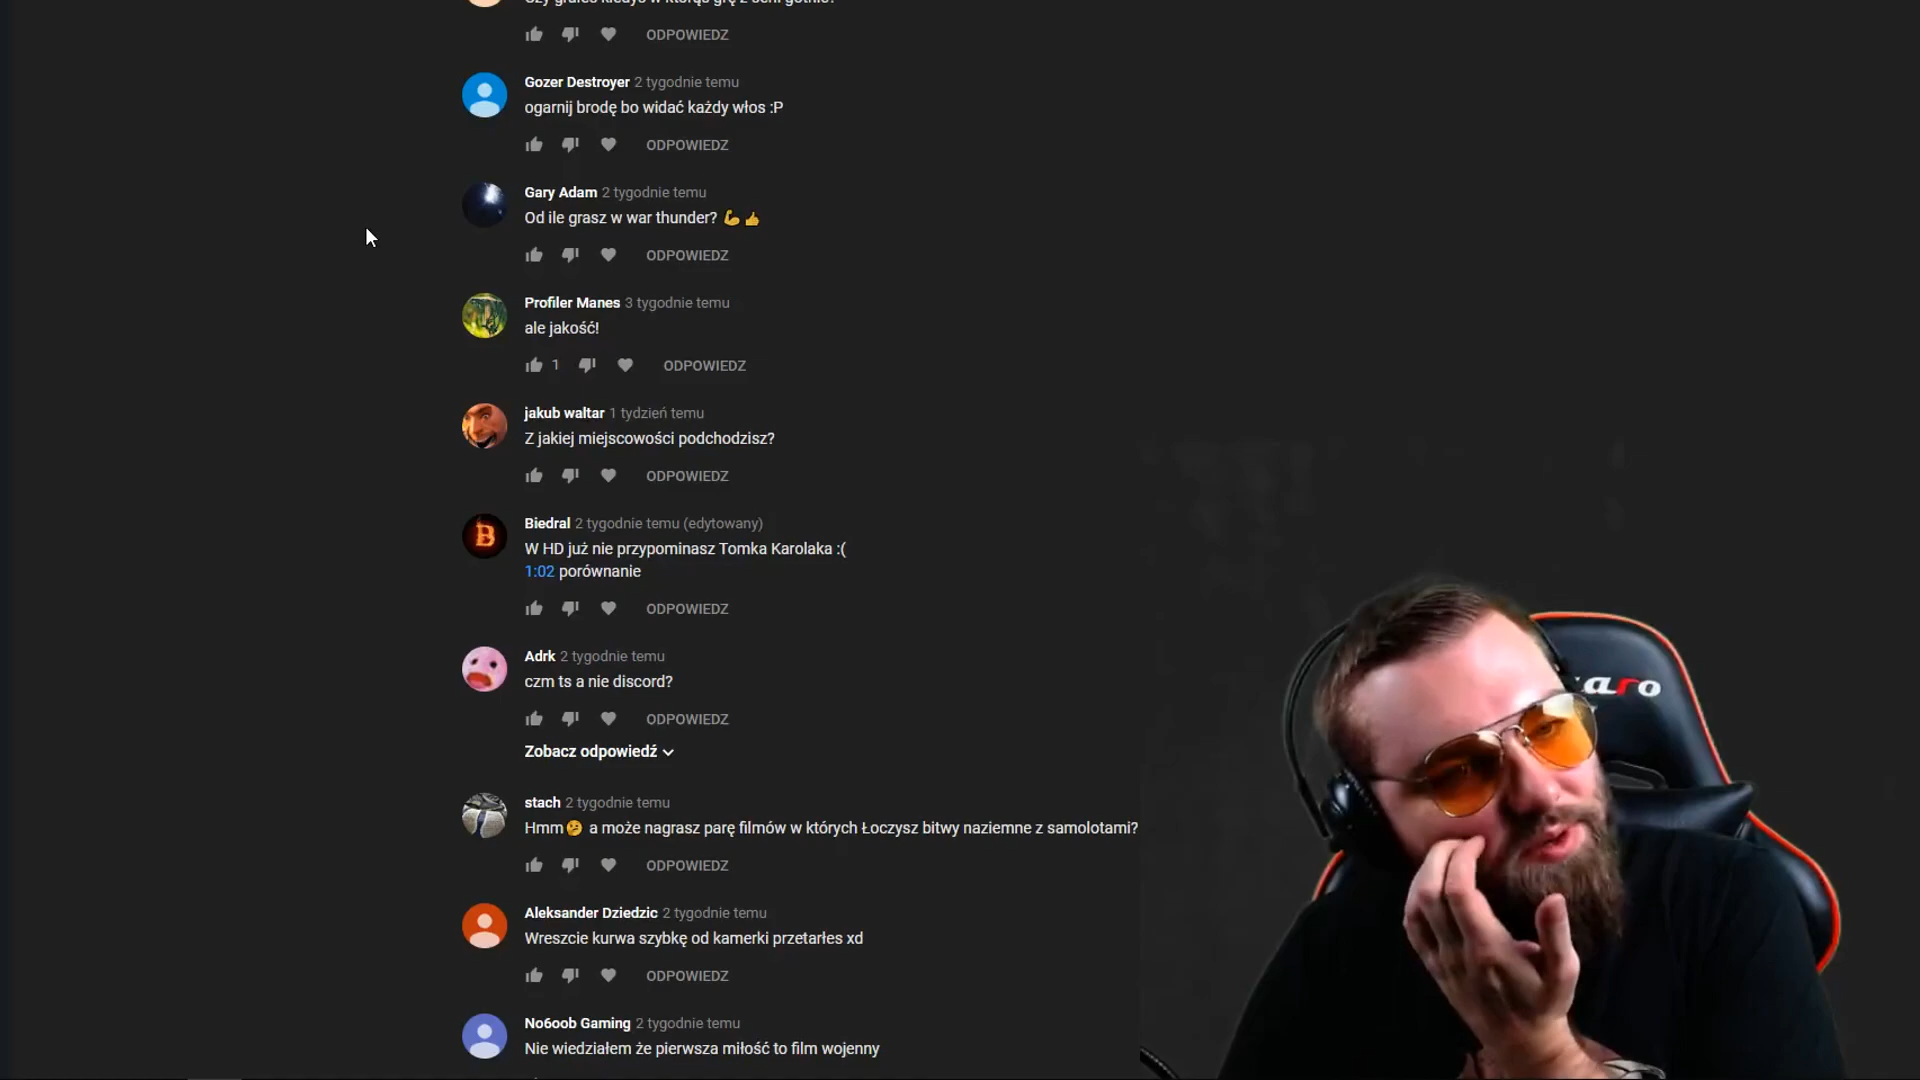 ODPOWIEDZ
Gozer Destroyer 2 tygodnie temu
ogarnij brodę bo widać każdy włos :P
ODPOWIEDZ
Gary Adam 2 tygodnie temu
Od ile grasz w war thunder? 💪👍
ODPOWIEDZ
Profiler Manes 3 tygodnie temu
ale jakość!
1 ODPOWIEDZ
jakub waltar 1 tydzień temu
Z jakiej miejscowości podchodzisz?
ODPOWIEDZ
Biedral 2 tygodnie temu (edytowany)
W HD już nie przypominasz Tomka Karolaka :(
1:02 porównanie
ODPOWIEDZ
Adrk 2 tygodnie temu
czm ts a nie discord?
ODPOWIEDZ
Zobacz odpowiedź
stach 2 tygodnie temu
Hmm🤔 a może nagrasz parę filmów w których Łoczysz bitwy naziemne z samolotami?
ODPOWIEDZ
Aleksander Dziedzic 2 tygodnie temu
Wreszcie kurwa szybkę od kamerki przetarłes xd
ODPOWIEDZ
No6oob Gaming 2 tygodnie temu
Nie wiedziałem że pierwsza miłość to film wojenny
B